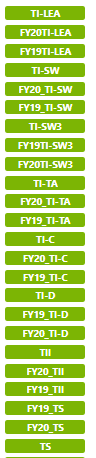 TI-LEA
FY20TI-LEA
FY19TI-LEA
TI-SW
FY20_TI-SW
FY19_TI-SW
TI-SW3
FY19TI-SW3
FY20TI-SW3
TI-TA
FY20_TI-TA
FY19_TI-TA
TI-C
FY20_TI-C
FY19_TI-C
TI-D
FY19_TI-D
FY20_TI-D
TII
FY20_TII
FY19_TII
FY19_TS
FY20_TS
TS